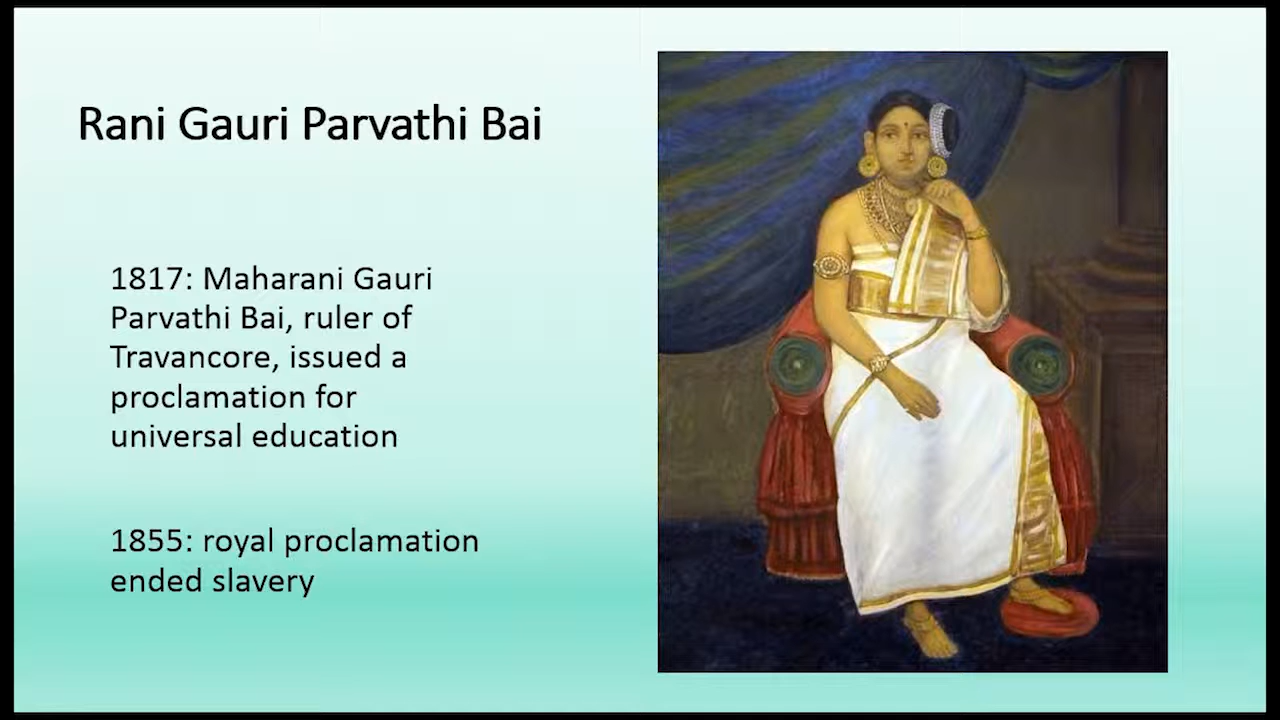 Rani Gauri Parvathi Bai
1817: Maharani Gauri
Parvathi Bai, ruler of
Travancore, issued a
proclamation for
universal education
1855: royal proclamation
ended slavery